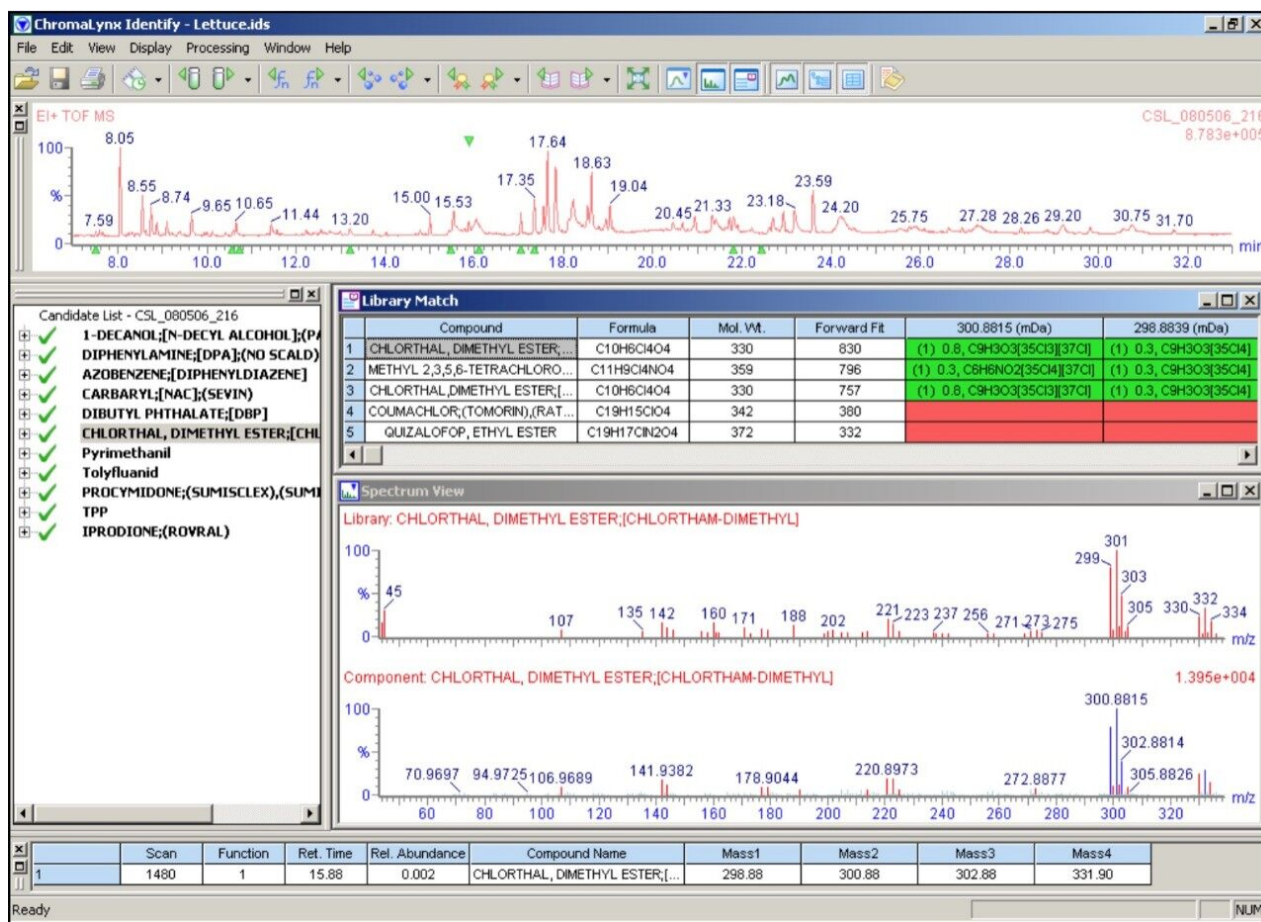 ChromaLynx Identify - Lettuce.ids
File Edit View Display Processing Window Help
EI+ TOF MS
CSL_080506_216
8.783e+005
100
%
0
8.05
8.55
8.74
7.59
9.65
10.65
11.44
13.20
15.00
15.53
17.35
17.64
18.63
19.04
20.45
21.33
23.18
23.59
24.20
25.75
27.28
28.26
29.20
30.75
31.70
8.0 10.0 12.0 14.0 16.0 18.0 20.0 22.0 24.0 26.0 28.0 30.0 32.0 min
Candidate List - CSL_080506_216
1-DECANOL;[N-DECYL ALCOHOL];(PA
DIPHENYLAMINE;[DPA];(NO SCALD)
AZOBENZENE;[DIPHENYLDIAZENE]
CARBARYL;[NAC];(SEVIN)
DIBUTYL PHTHALATE;[DBP]
CHLORTHAL, DIMETHYL ESTER;[CHL
Pyrimethanil
Tolyfluanid
PROCYMIDONE;(SUMISCLEX),(SUMI
TPP
IPRODIONE;(ROVRAL)
Library Match
Compound Formula Mol. Wt. Forward Fit 300.8815 (mDa) 298.8839 (mDa)
1 CHLORTHAL, DIMETHYL ESTER;... C10H6Cl4O4 330 830 (1) 0.8, C9H3O3[35Cl3][37Cl] (1) 0.3, C9H3O3[35Cl4]
2 METHYL 2,3,5,6-TETRACHLORO... C11H9Cl4NO4 359 796 (1) 0.3, C6H6NO2[35Cl4][37Cl] (1) 0.3, C9H3O3[35Cl4]
3 CHLORTHAL,DIMETHYL ESTER;[... C10H6Cl4O4 330 757 (1) 0.8, C9H3O3[35Cl3][37Cl] (1) 0.3, C9H3O3[35Cl4]
4 COUMACHLOR;(TOMORIN),(RAT... C19H15ClO4 342 380
5 QUIZALOFOP, ETHYL ESTER C19H17ClN2O4 372 332
Spectrum View
Library: CHLORTHAL, DIMETHYL ESTER;[CHLORTHAM-DIMETHYL]
100
%
0
45
107
135
142
160
171
188
202
221
223
237
256
271
273
275
299
301
303
305
330
332
334
m/z
Component: CHLORTHAL, DIMETHYL ESTER;[CHLORTHAM-DIMETHYL]
1.395e+004
100
%
0
70.9697
94.9725
106.9689
141.9382
178.9044
220.8973
272.8877
300.8815
302.8814
305.8826
m/z
60 80 100 120 140 160 180 200 220 240 260 280 300 320
Scan Function Ret. Time Rel. Abundance Compound Name Mass1 Mass2 Mass3 Mass4
1 1480 1 15.88 0.002 CHLORTHAL, DIMETHYL ESTER;[... 298.88 300.88 302.88 331.90
Ready
NUM